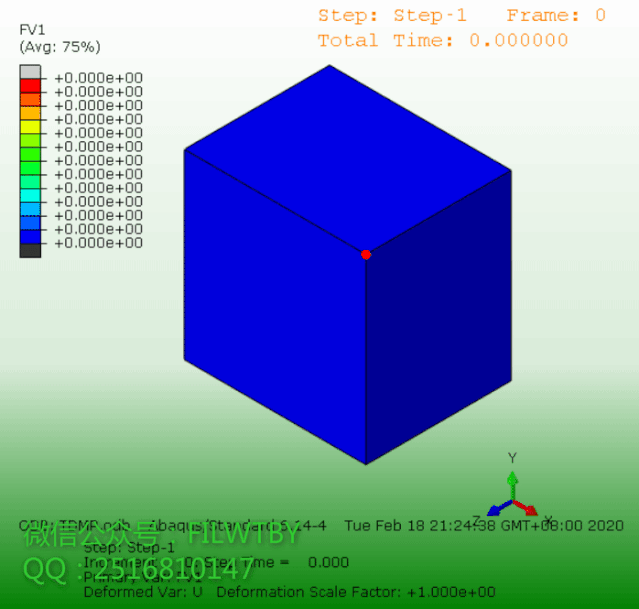 Step: Step-1 Frame: 0
Total Time: 0.000000
FV1
(Avg: 75%)
+0.000e+00
+0.000e+00
+0.000e+00
+0.000e+00
+0.000e+00
+0.000e+00
+0.000e+00
+0.000e+00
+0.000e+00
+0.000e+00
+0.000e+00
+0.000e+00
+0.000e+00
Y
Z X
ODB: Abaqus/Standard 6.14-4 Tue Feb 18 21:24:38 GMT+08:00 2020
微信公众号，FILWTBY
Step: Step-1
Increment 0: Step Time = 0.000
QQ：2516810147
Primary Var: FV1
Deformed Var: U Deformation Scale Factor: +1.000e+00